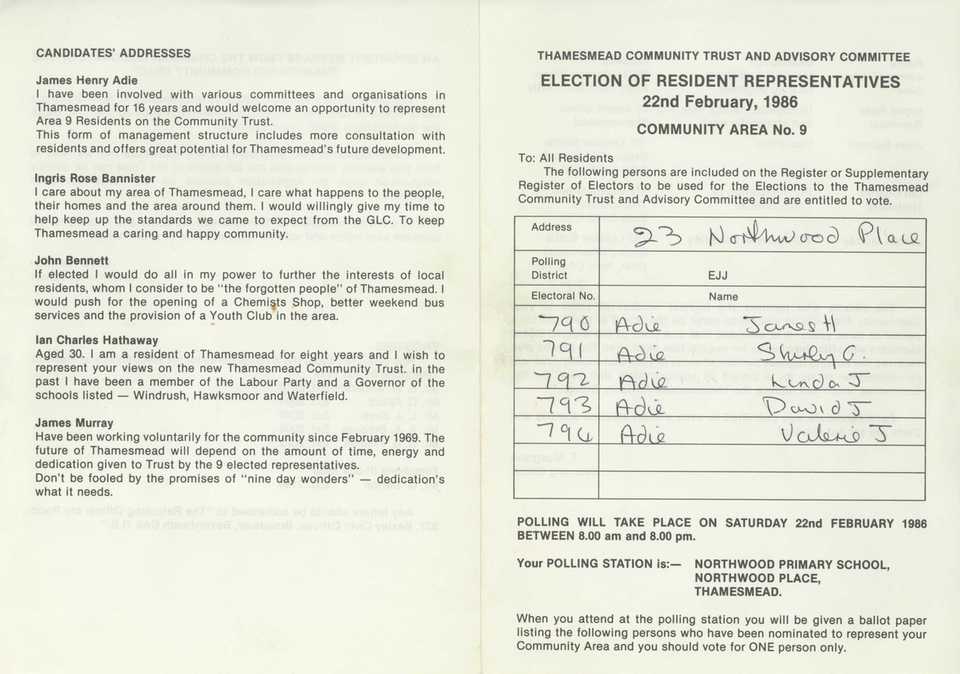 CANDIDATES' ADDRESSES
James Henry Adie
I have been involved with various committees and organisations in
Thamesmead for 16 years and would welcome an opportunity to represent
Area 9 Residents on the Community Trust.
This form of management structure includes more consultation with
residents and offers great potential for Thamesmead's future development.
Ingris Rose Bannister
I care about my area of Thamesmead, I care what happens to the people,
their homes and the area around them. I would willingly give my time to
help keep up the standards we came to expect from the GLC. To keep
Thamesmead a caring and happy community.
John Bennett
If elected I would do all in my power to further the interests of local
residents, whom I consider to be "the forgotten people" of Thamesmead. I
would push for the opening of a Chemists Shop, better weekend bus
services and the provision of a Youth Club in the area.
Ian Charles Hathaway
Aged 30. I am a resident of Thamesmead for eight years and I wish to
represent your views on the new Thamesmead Community Trust. in the
past I have been a member of the Labour Party and a Governor of the
schools listed — Windrush, Hawksmoor and Waterfield.
James Murray
Have been working voluntarily for the community since February 1969. The
future of Thamesmead will depend on the amount of time, energy and
dedication given to Trust by the 9 elected representatives.
Don't be fooled by the promises of "nine day wonders" — dedication's
what it needs.
THAMESMEAD COMMUNITY TRUST AND ADVISORY COMMITTEE
ELECTION OF RESIDENT REPRESENTATIVES
22nd February, 1986
COMMUNITY AREA No. 9
To: All Residents
The following persons are included on the Register or Supplementary
Register of Electors to be used for the Elections to the Thamesmead
Community Trust and Advisory Committee and are entitled to vote.
Address 23 Northwood Place
Polling
District EJJ
Electoral No. Name
790 Adie James H
791 Adie Shirley C.
792 Adie Linda J
793 Adie David J
794 Adie Valerie J
POLLING WILL TAKE PLACE ON SATURDAY 22nd FEBRUARY 1986
BETWEEN 8.00 am and 8.00 pm.
Your POLLING STATION is:— NORTHWOOD PRIMARY SCHOOL,
NORTHWOOD PLACE,
THAMESMEAD.
When you attend at the polling station you will be given a ballot paper
listing the following persons who have been nominated to represent your
Community Area and you should vote for ONE person only.